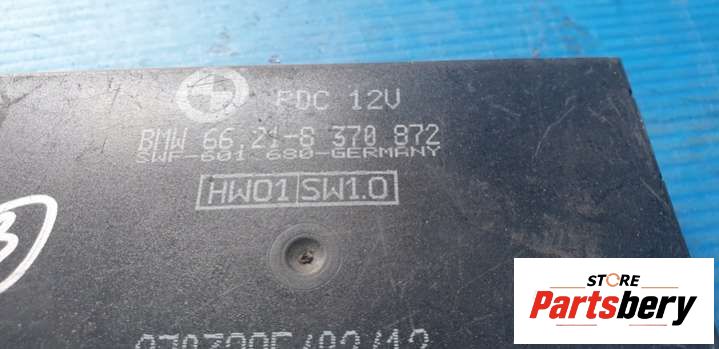 PDC 12V
BMW 66.21-8 370 872
SWF-601 680-GERMANY
HW01 SW1.0
STORE
Partsbery